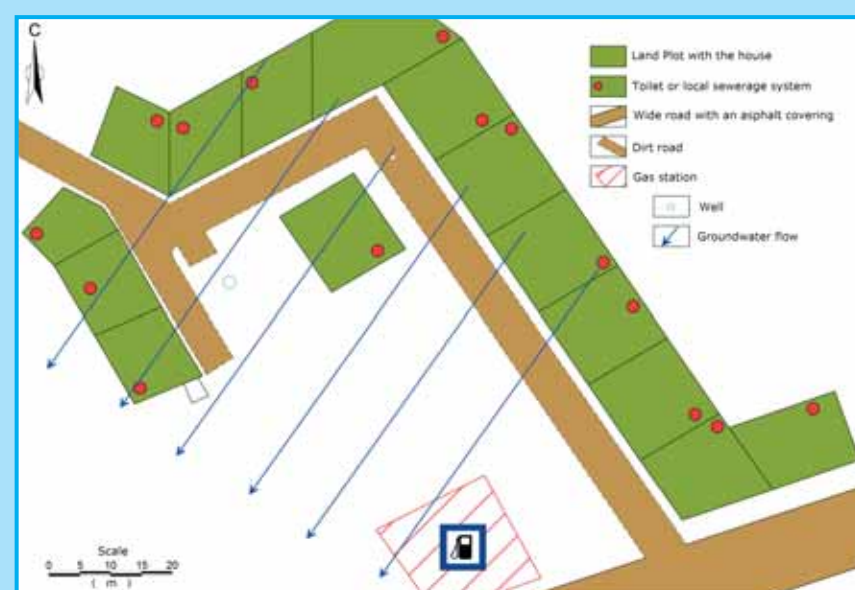 C
Land Plot with the house
Toilet or local sewerage system
Wide road with an asphalt covering
Dirt road
Gas station
Well
Groundwater flow
Scale
0 5 10 15 20
( m )